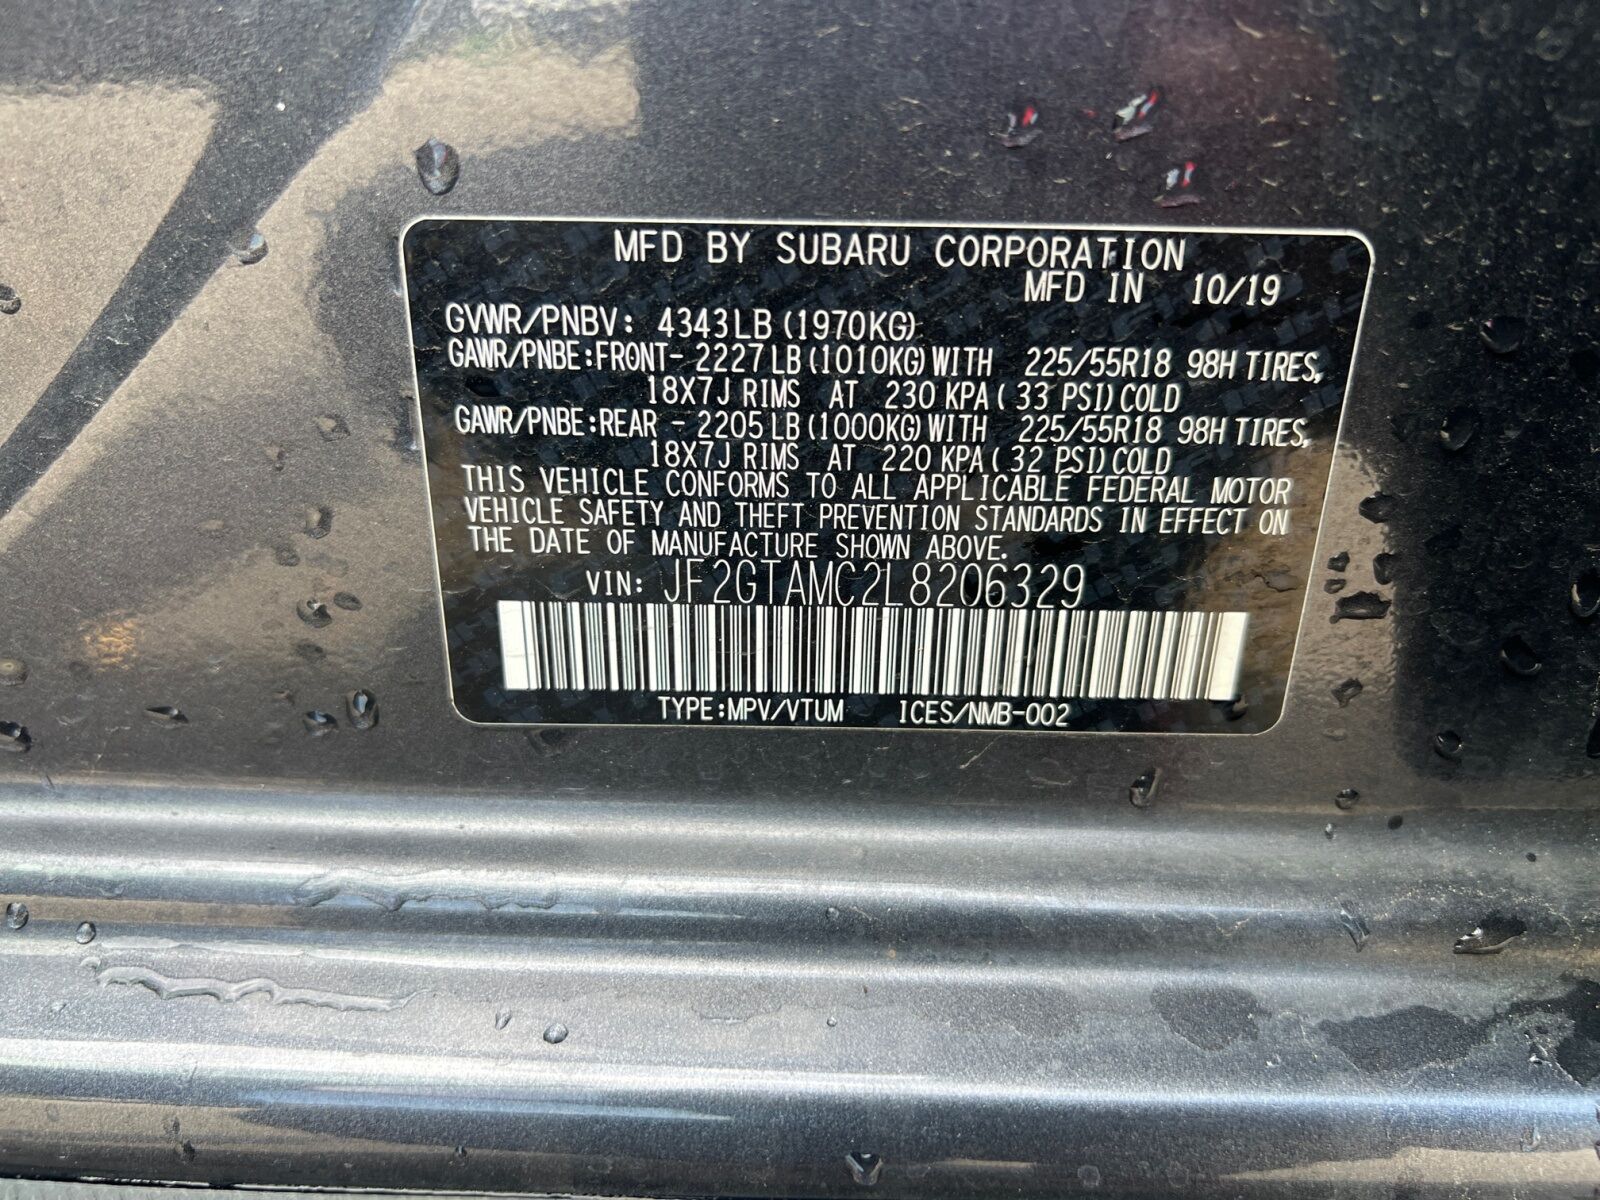 MFD BY SUBARU CORPORATION
MFD IN 10/19
GVWR/PNBV: 4343LB (1970KG)
GAWR/PNBE:FRONT- 2227 LB (1010KG) WITH 225/55R18 98H TIRES,
18X7J RIMS AT 230 KPA ( 33 PSI) COLD
GAWR/PNBE:REAR - 2205 LB (1000KG) WITH 225/55R18 98H TIRES,
18X7J RIMS AT 220 KPA ( 32 PSI) COLD
THIS VEHICLE CONFORMS TO ALL APPLICABLE FEDERAL MOTOR
VEHICLE SAFETY AND THEFT PREVENTION STANDARDS IN EFFECT ON
THE DATE OF MANUFACTURE SHOWN ABOVE.
VIN: JF2GTAMC2L8206329
TYPE:MPV/VTUM ICES/NMB-002